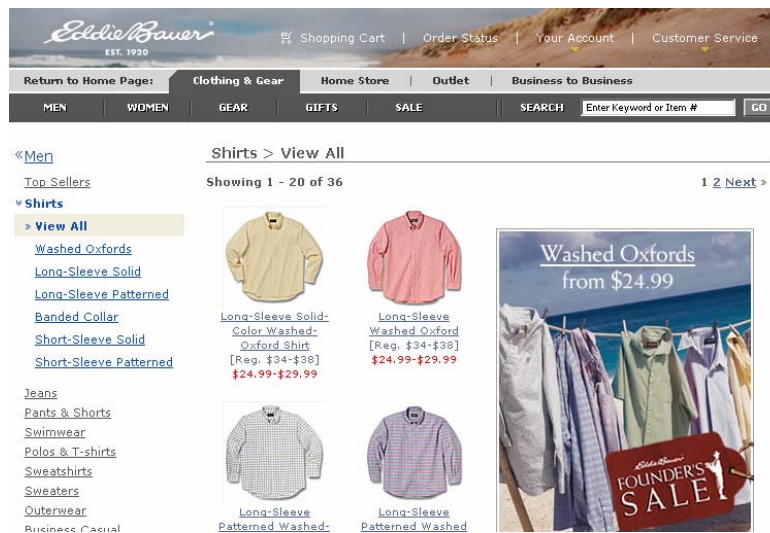 Eddie Bauer
EST. 1920
Shopping Cart | Order Status | Your Account | Customer Service
Return to Home Page: Clothing & Gear Home Store | Outlet | Business to Business
MEN WOMEN GEAR GIFTS SALE SEARCH Enter Keyword or Item # GO
«Men
Shirts > View All
Top Sellers
Showing 1 - 20 of 36
1 2 Next »
Shirts
» View All
Washed Oxfords
Long-Sleeve Solid
Long-Sleeve Patterned
Banded Collar
Short-Sleeve Solid
Short-Sleeve Patterned
Jeans
Pants & Shorts
Swimwear
Polos & T-shirts
Sweatshirts
Sweaters
Outerwear
Business Casual
Long-Sleeve Solid-
Color Washed-
Oxford Shirt
[Reg. $34-$38]
$24.99-$29.99
Long-Sleeve
Washed Oxford
[Reg. $34-$38]
$24.99-$29.99
Long-Sleeve
Patterned Washed-
Long-Sleeve
Patterned Washed
Washed Oxfords
from $24.99
Eddie Bauer
FOUNDER'S
SALE